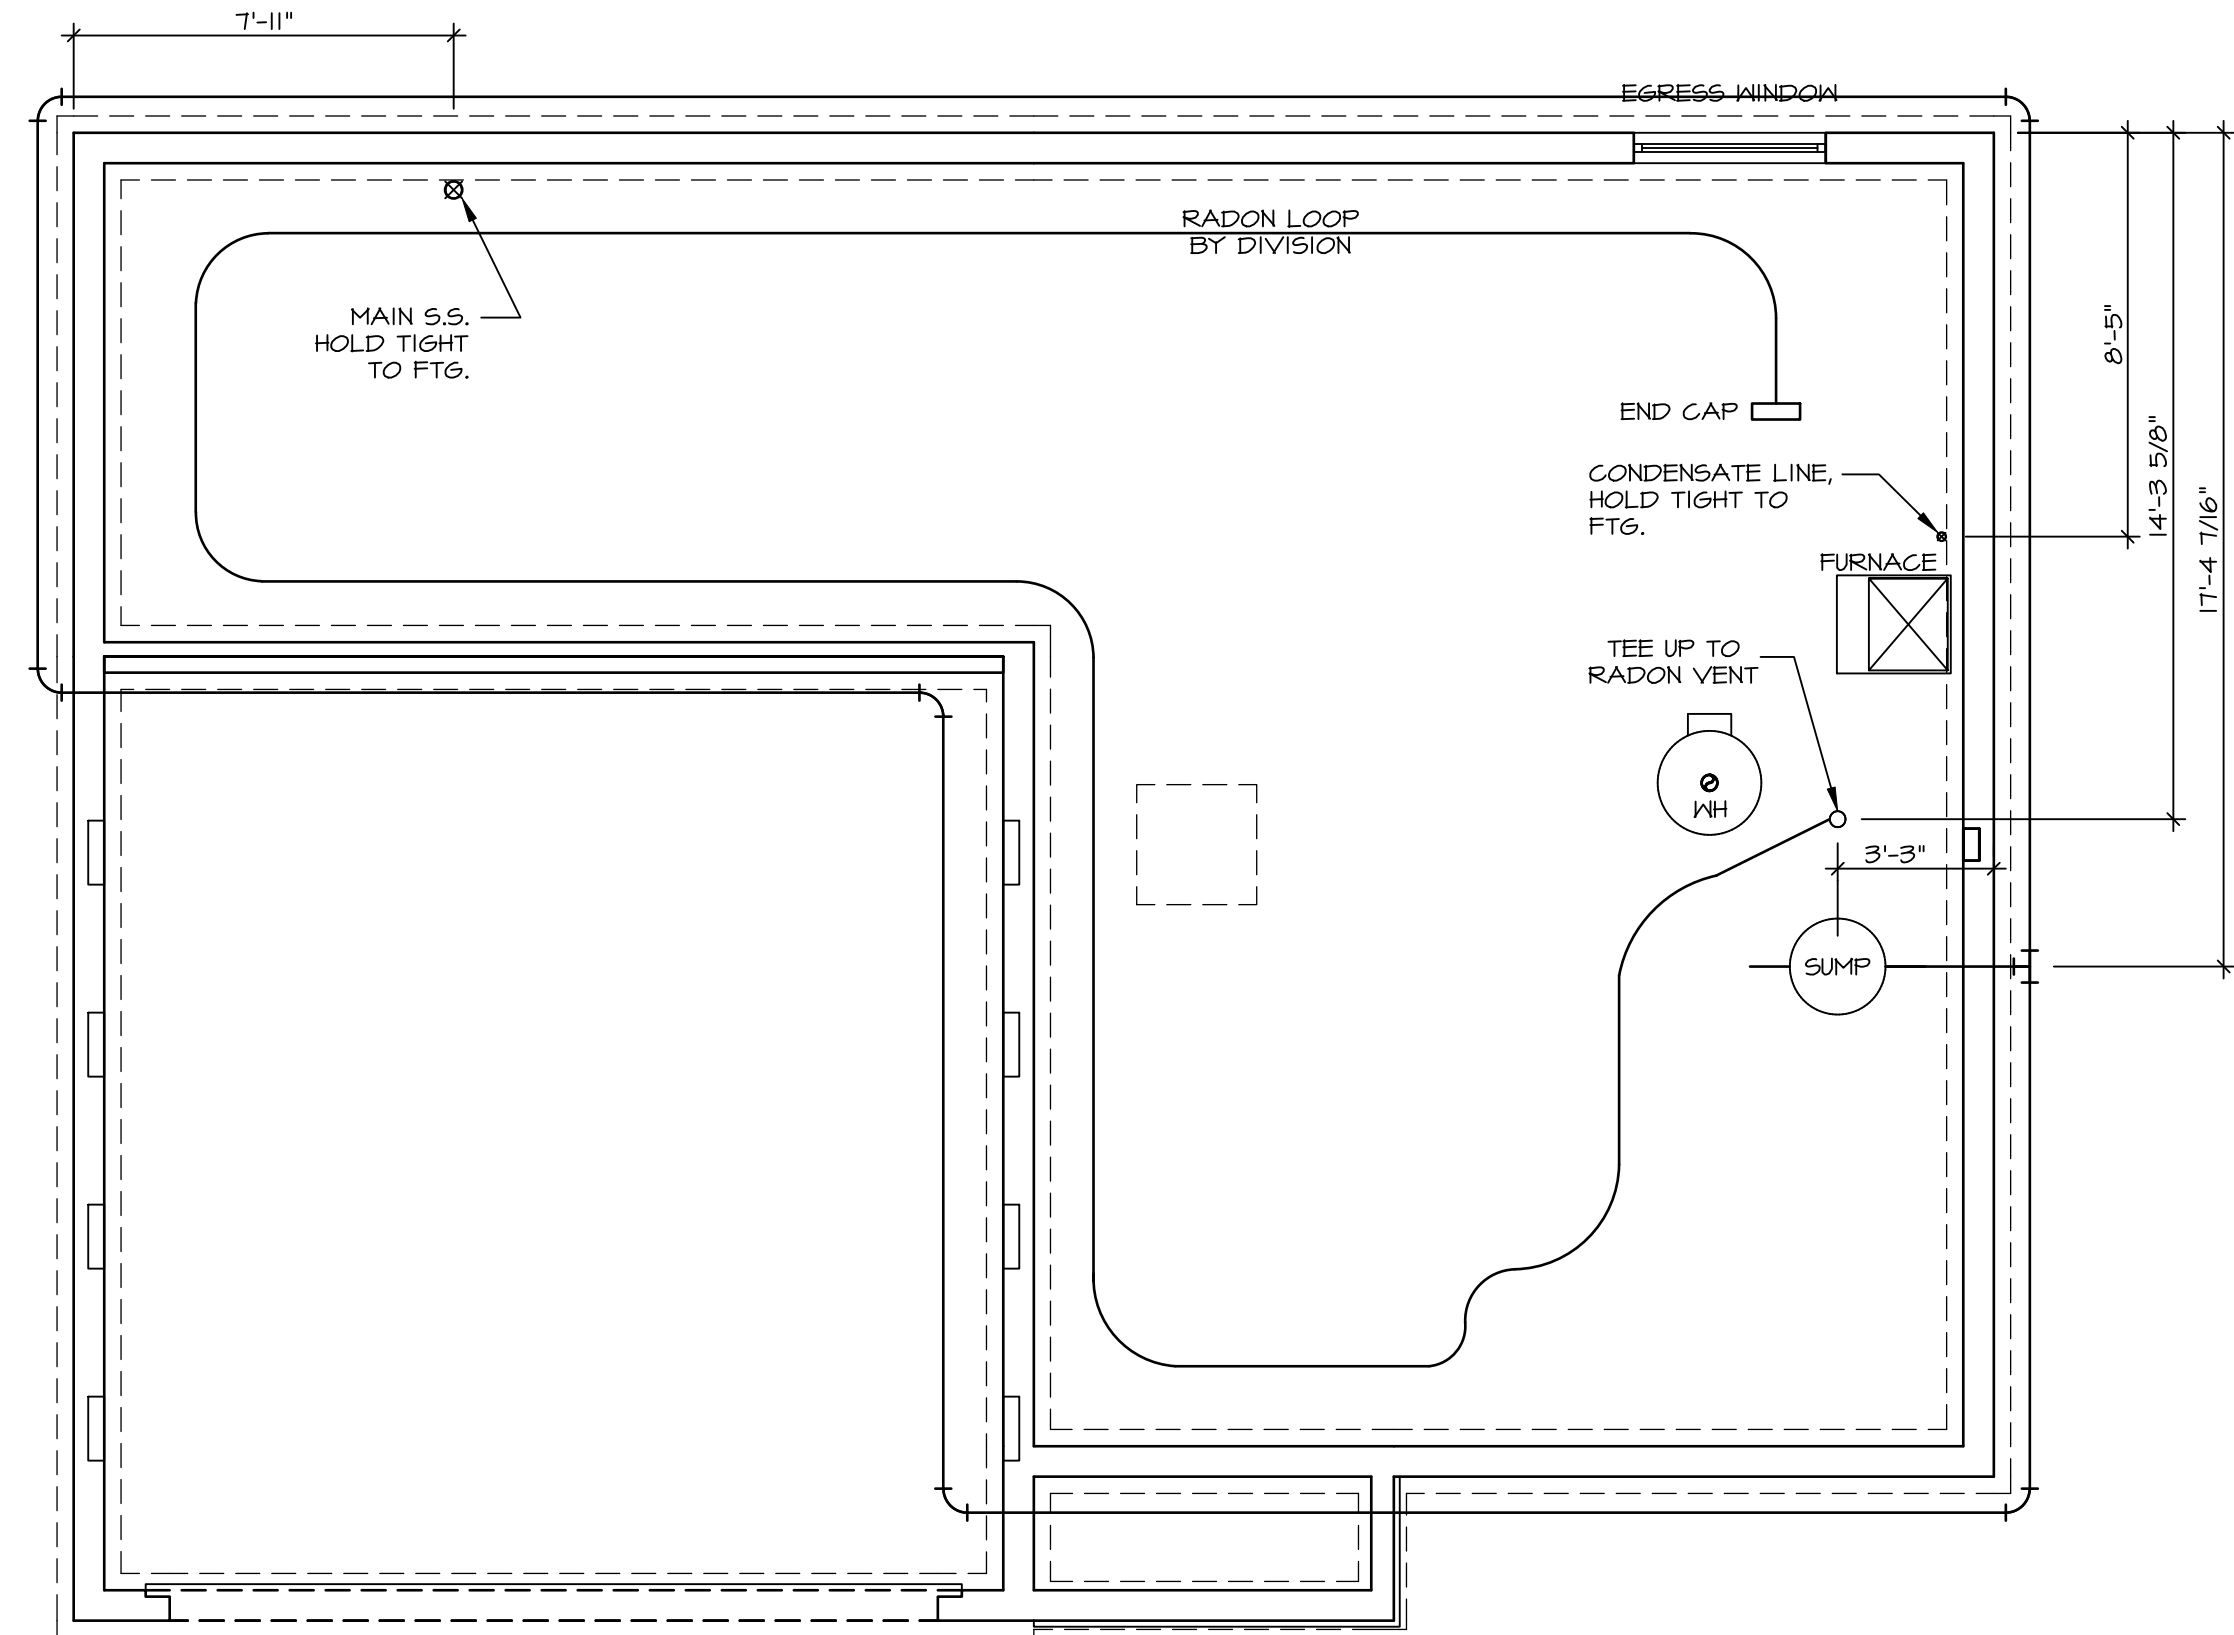 7'-11"
EGRESS WINDOW
RADON LOOP
BY DIVISION
MAIN S.S.
HOLD TIGHT
TO FTG.
8'-5"
END CAP
14'-3 5/8"
CONDENSATE LINE,
HOLD TIGHT TO
FTG.
17'-4 7/16"
FURNACE
TEE UP TO
RADON VENT
WH
3'-3"
SUMP